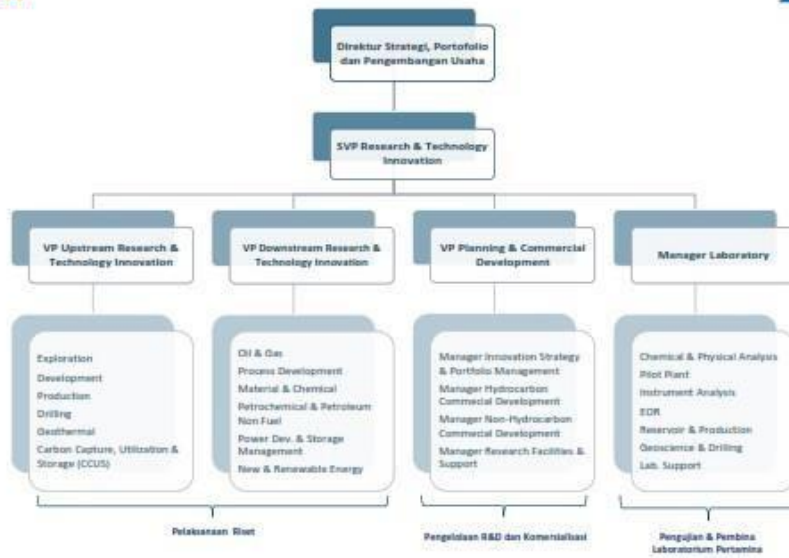 Direktur Strategi, Portofolio
dan Pengembangan Usaha
SVP Research & Technology
Innovation
VP Upstream Research &
Technology Innovation
VP Downstream Research &
Technology Innovation
VP Planning & Commercial
Development
Manager Laboratory
Exploration
Development
Production
Drilling
Geothermal
Carbon Capture, Utilization &
Storage (CCUS)
Oil & Gas
Process Development
Material & Chemical
Petrochemical & Petroleum
Non Fuel
Power Dev. & Storage
Management
New & Renewable Energy
Manager Innovation Strategy
& Portfolio Management
Manager Hydrocarbon
Commecial Development
Manager Non-Hydrocarbon
Commecial Development
Manager Research Facilities &
Support
Chemical & Physical Analysis
Pilot Plant
Instrument Analysis
EOR
Reservoir & Production
Geoscience & Drilling
Lab. Support
Pelaksanaan Riset
Pengelolaan R&D dan Komersialisasi
Pengujian & Pembina
Laboratorium Pertamina